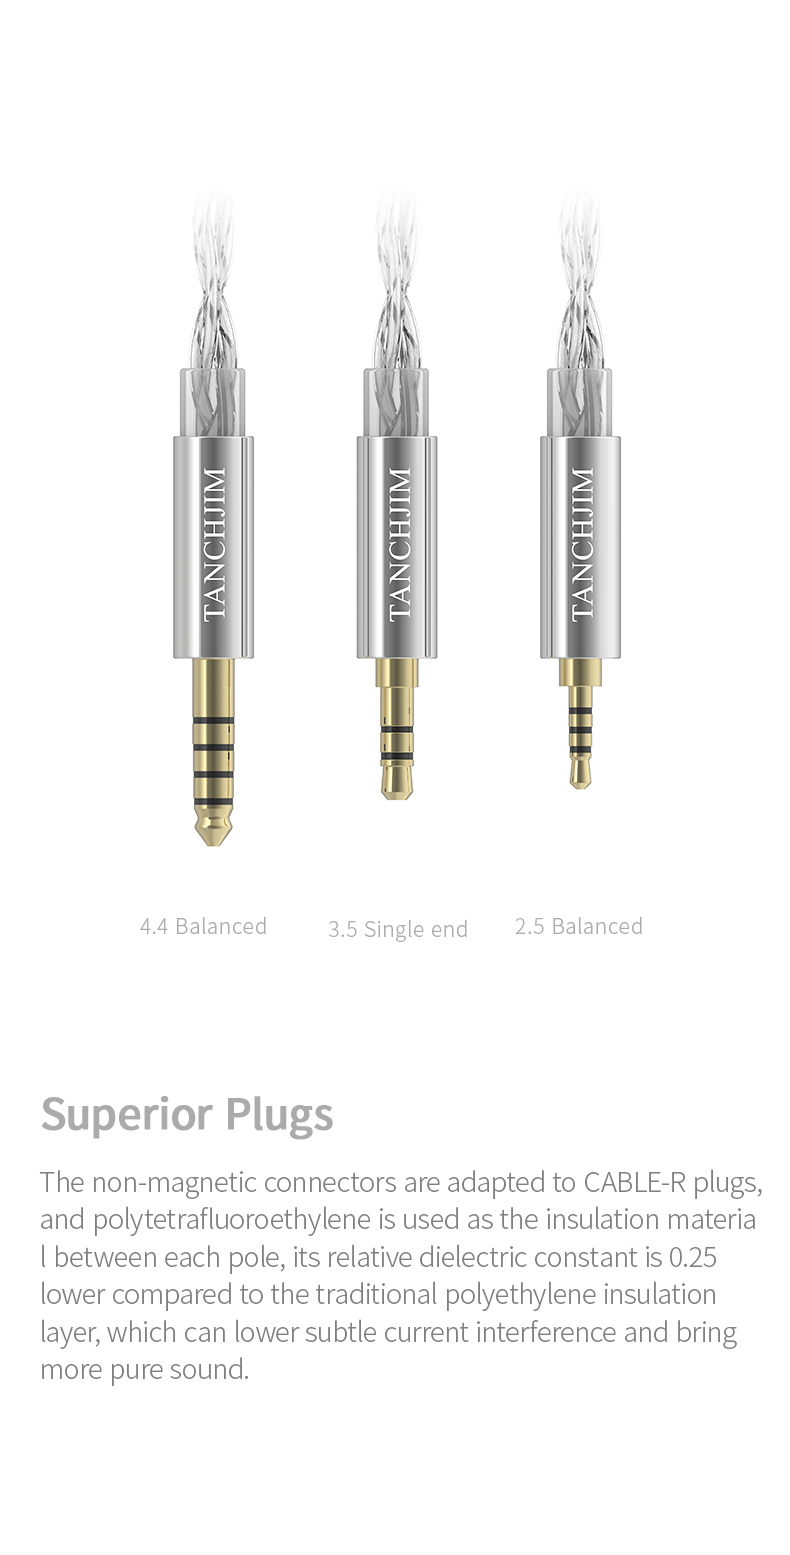 TANCHJIM
TANCHJIM
TANCHJIM
4.4 Balanced
3.5 Single end
2.5 Balanced
Superior Plugs
The non-magnetic connectors are adapted to CABLE-R plugs,
and polytetrafluoroethylene is used as the insulation materia
l between each pole, its relative dielectric constant is 0.25
lower compared to the traditional polyethylene insulation
layer, which can lower subtle current interference and bring
more pure sound.